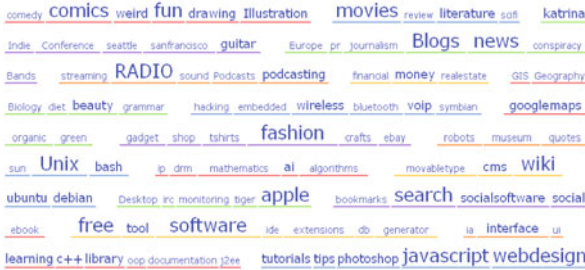 comedy comics weird fun drawing Illustration movies review literature scifi katrina
Indie Conference seattle sanfrancisco guitar Europe pr journalism Blogs news conspiracy
Bands streaming RADIO sound Podcasts podcasting financial money realestate GIS Geography
Biology diet beauty grammar hacking embedded wireless bluetooth voip symbian googlemaps
organic green gadget shop tshirts fashion crafts ebay robots museum quotes
sun Unix bash ip drm mathematics ai algorithms movabletype cms wiki
ubuntu debian Desktop irc monitoring tiger apple bookmarks search socialsoftware social
ebook free tool software ide extensions db generator ia interface ui
learning c++ library oop documentation j2ee tutorials tips photoshop javascript webdesign